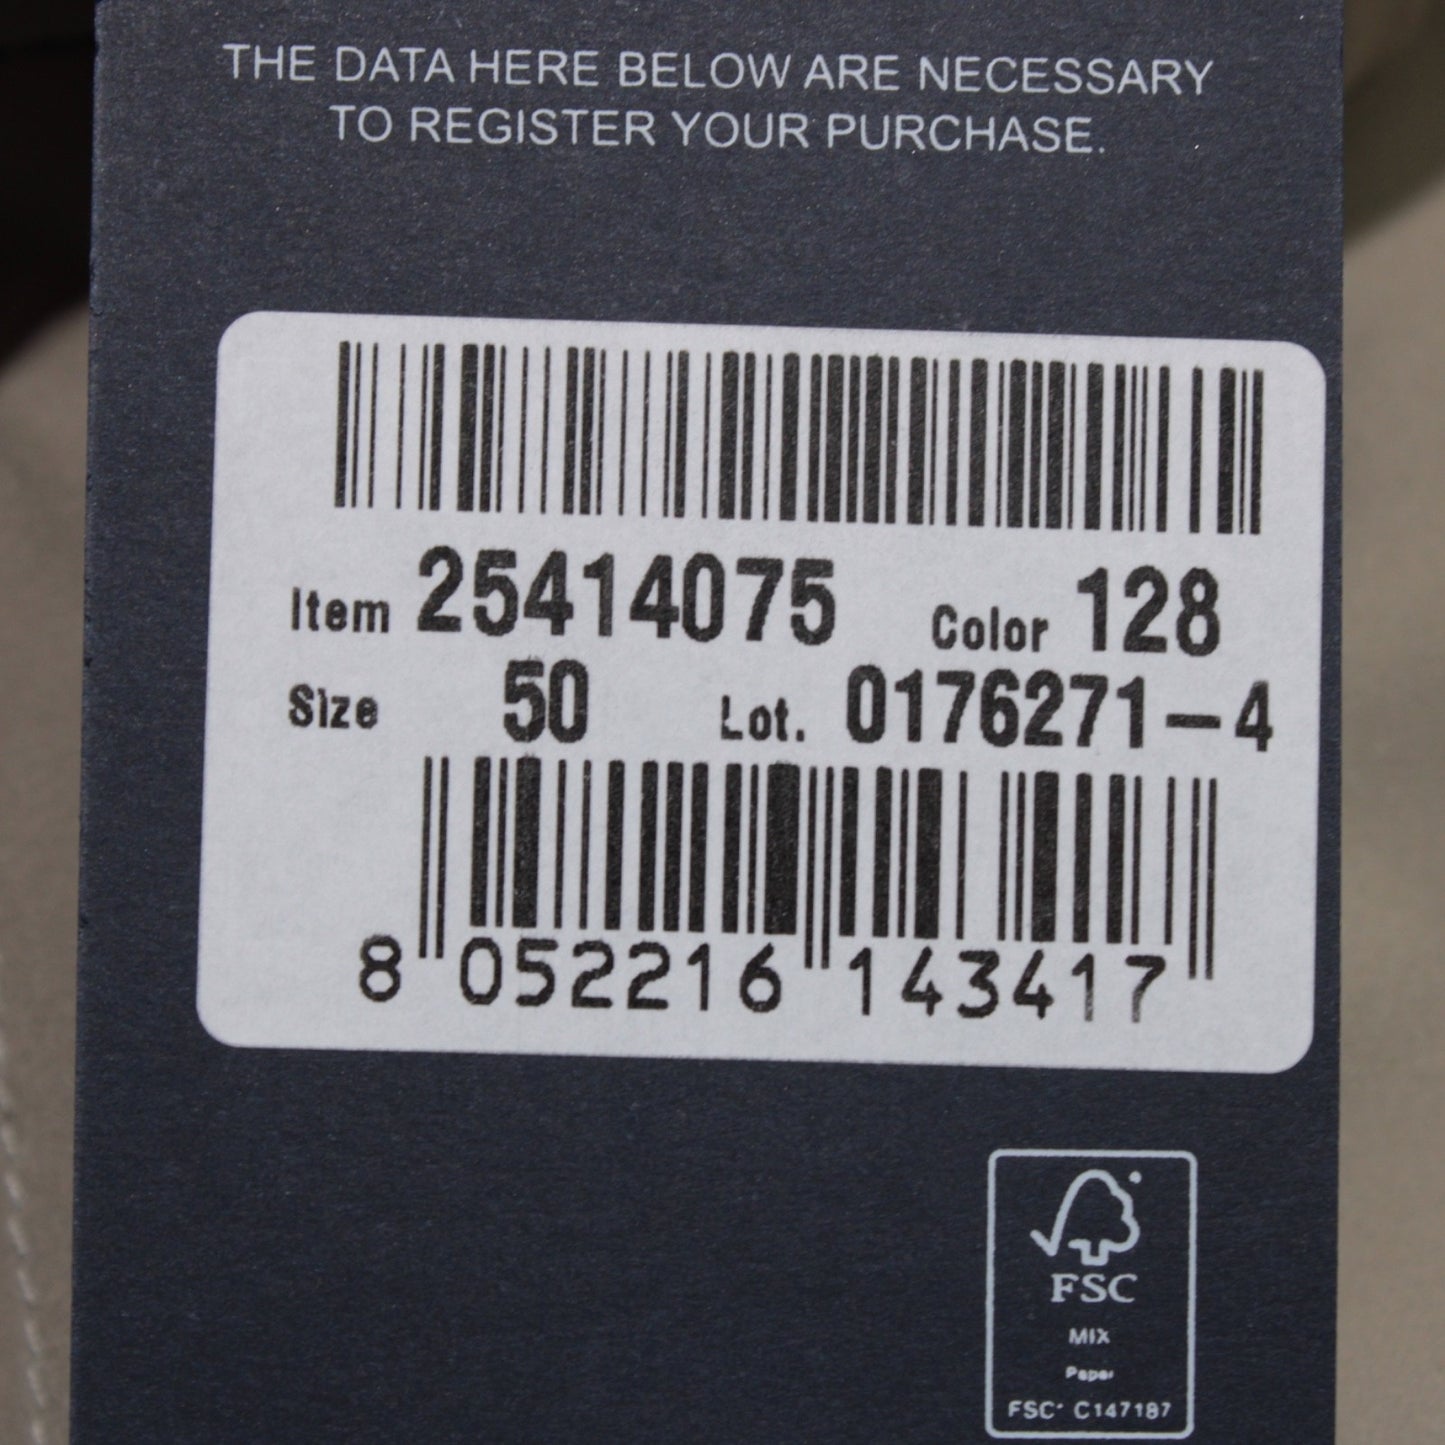 THE DATA HERE BELOW ARE NECESSARY
TO REGISTER YOUR PURCHASE.
Item 25414075 Color 128
Size 50 Lot. 0176271-4
8 052216 143417
FSC
MIX
Paper
FSC® C147187